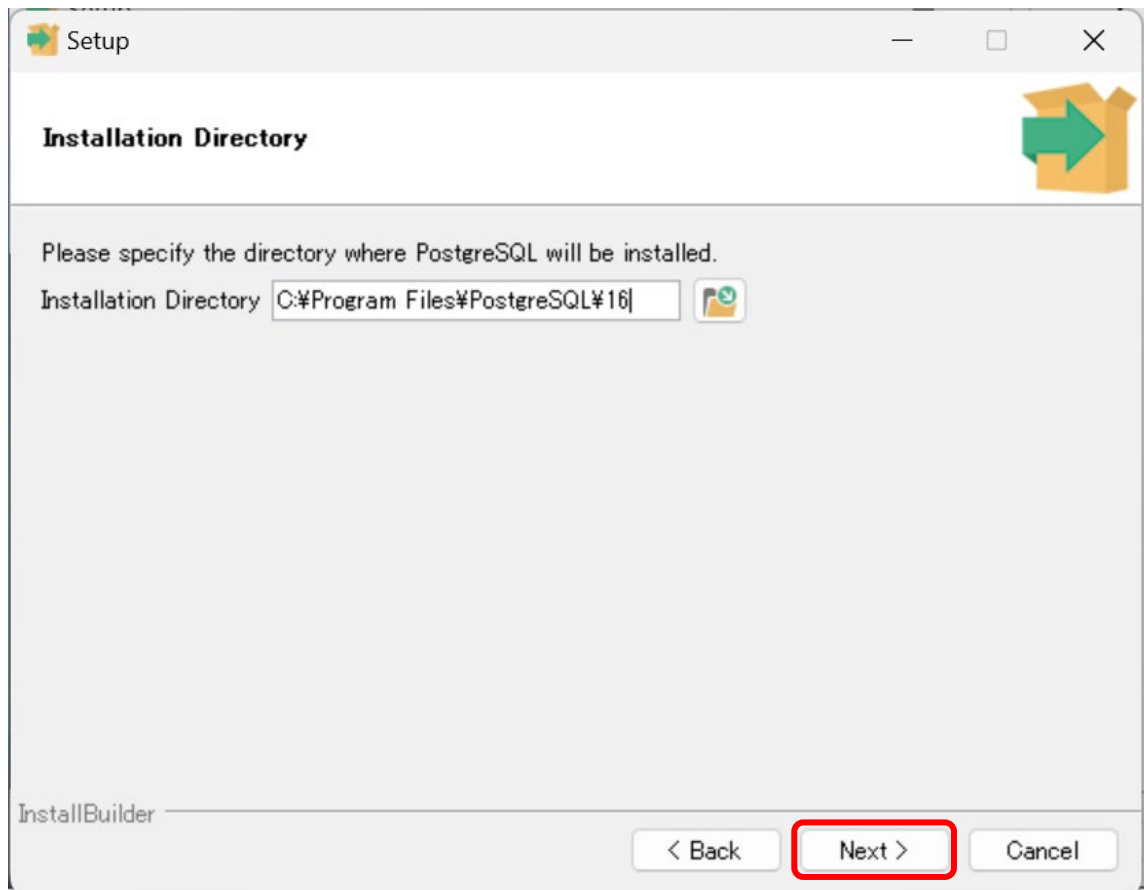 Setup
Installation Directory
Please specify the directory where PostgreSQL will be installed.
Installation Directory C:¥Program Files¥PostgreSQL¥16
InstallBuilder
< Back Next > Cancel